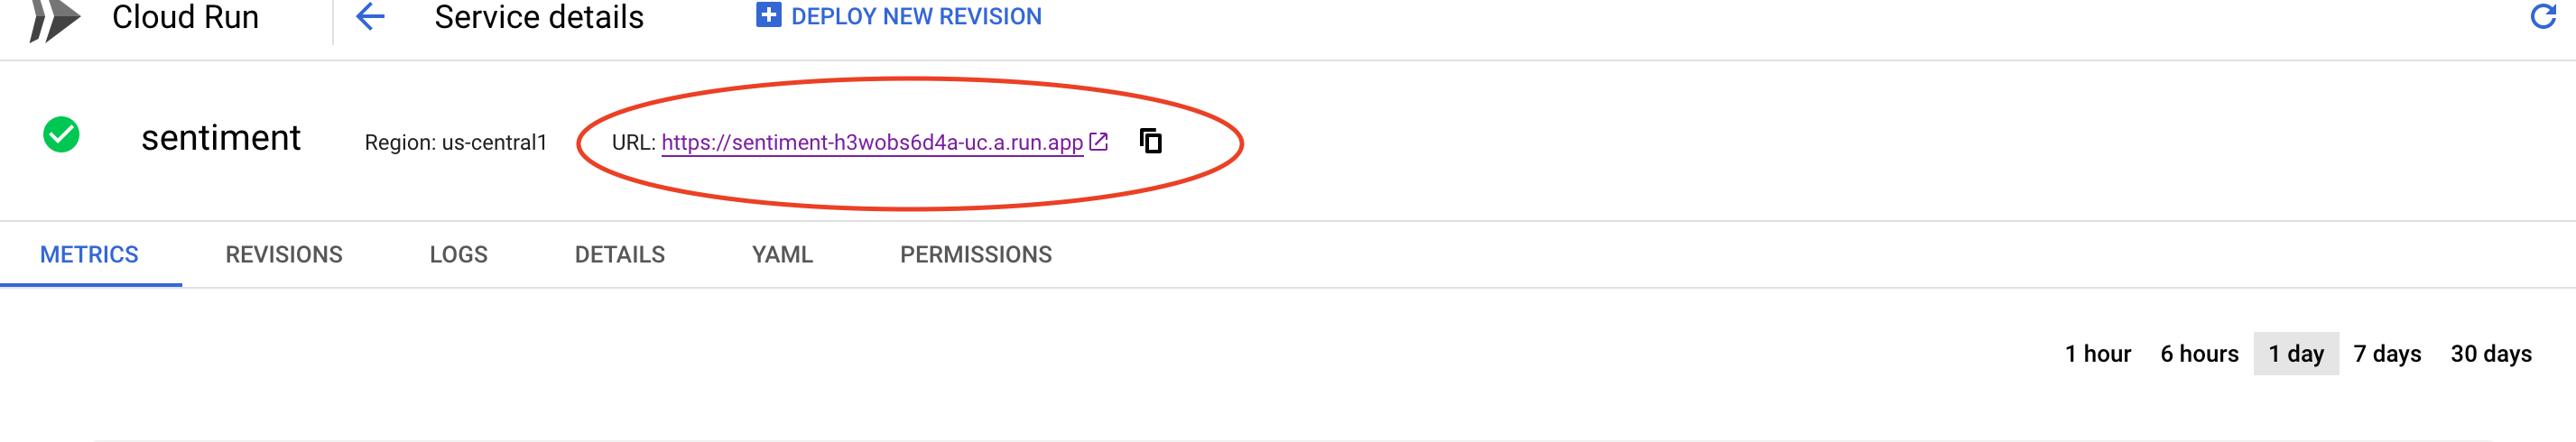 Cloud Run Service details DEPLOY NEW REVISION
sentiment Region: us-central1 URL: https://sentiment-h3wobs6d4a-uc.a.run.app
METRICS REVISIONS LOGS DETAILS YAML PERMISSIONS
1 hour 6 hours 1 day 7 days 30 days